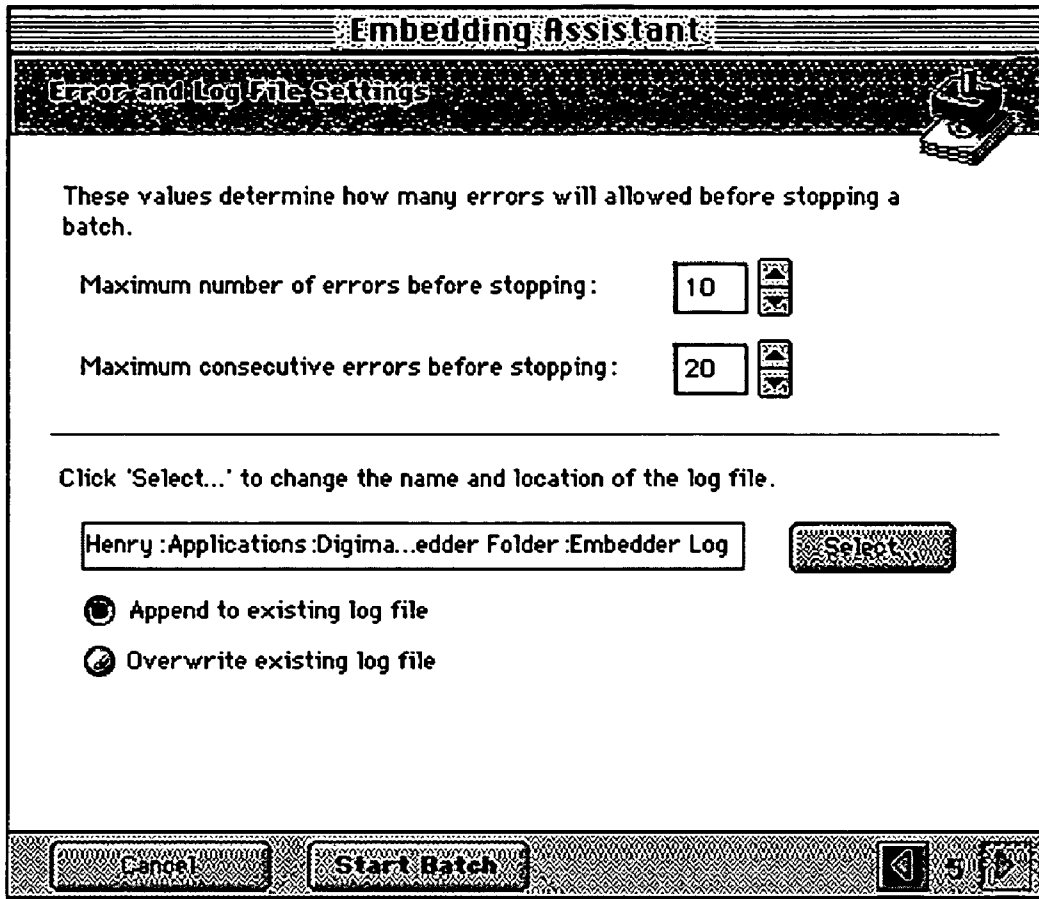 Embedding Assistant
Error and Log File Settings
These values determine how many errors will allowed before stopping a
batch.
Maximum number of errors before stopping: 10
Maximum consecutive errors before stopping: 20
Click 'Select...' to change the name and location of the log file.
Henry:Applications:Digima...edder Folder:Embedder Log Select...
Append to existing log file
Overwrite existing log file
Cancel Start Batch 5